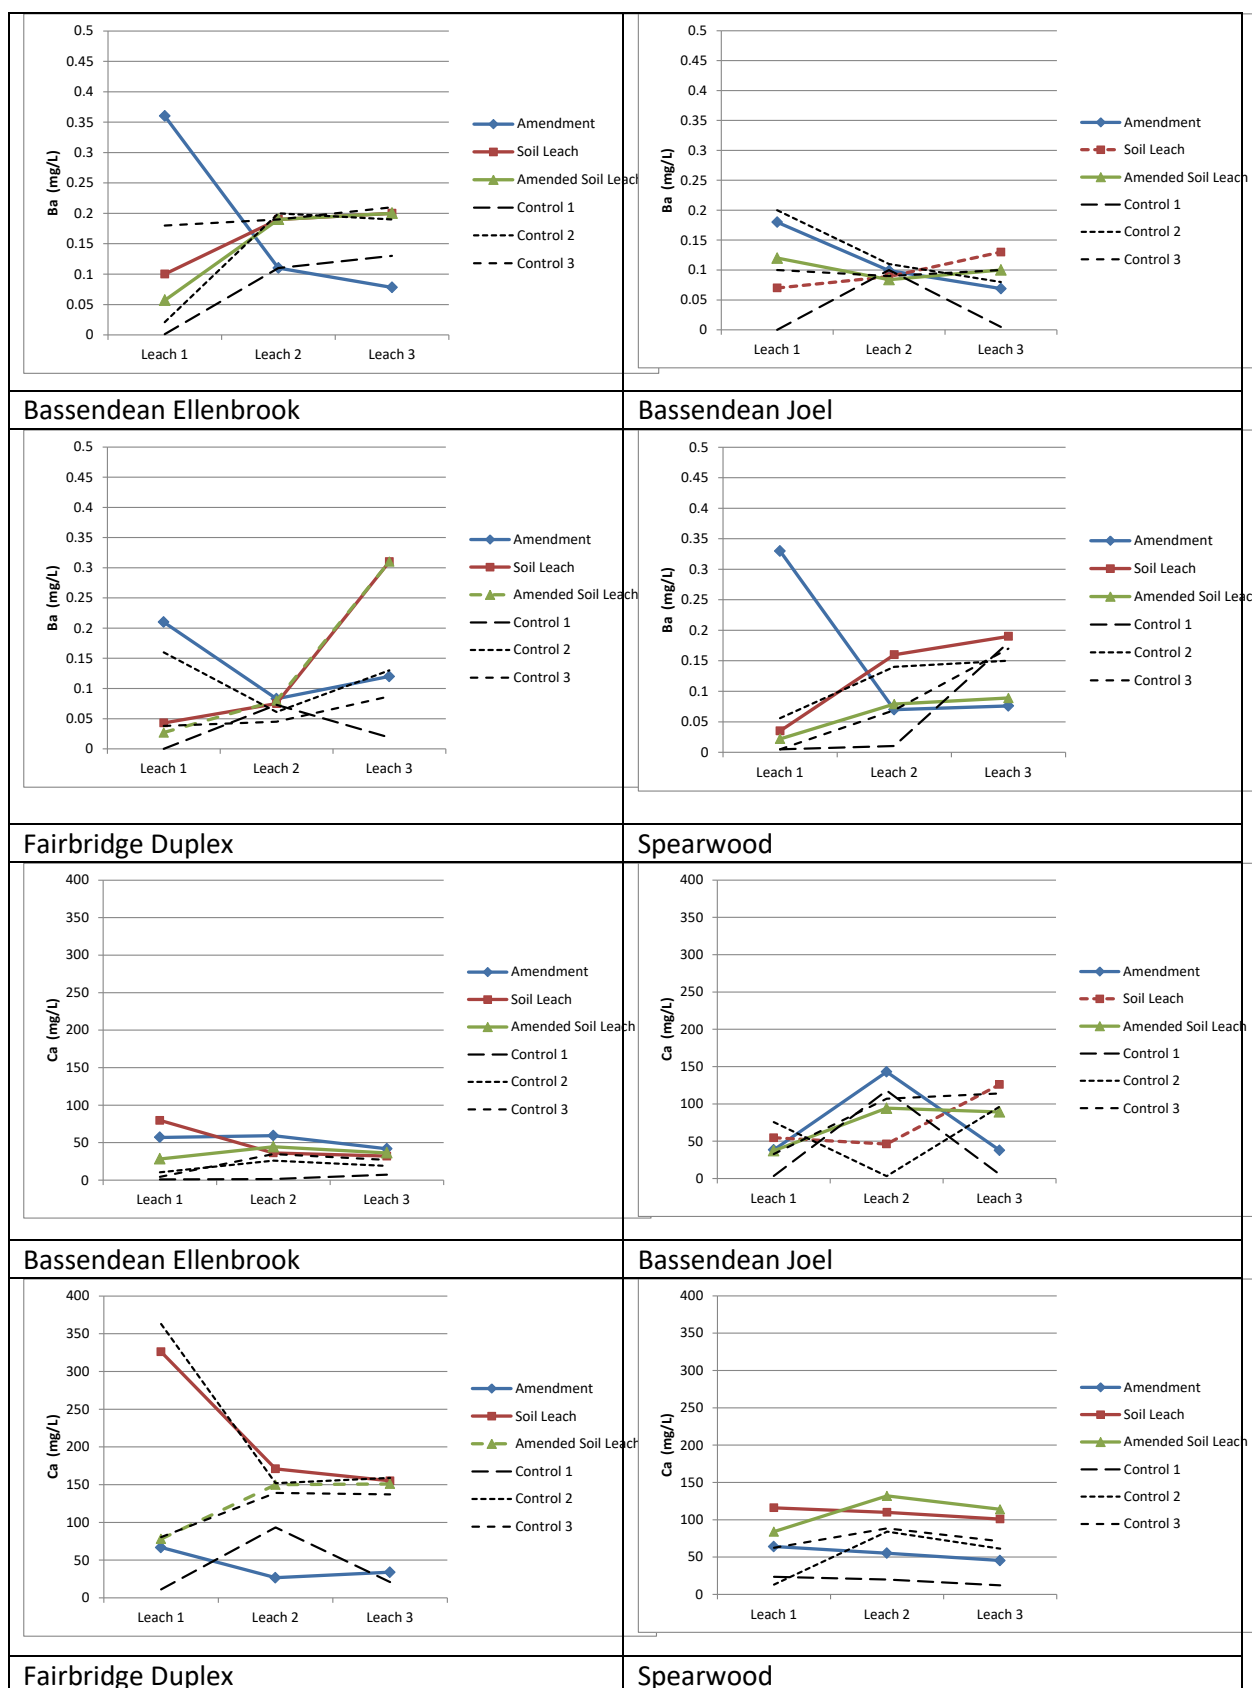 0.5
0.45
0.4
0.35
0.3
0.25
0.2
0.15
0.1
0.05
0
Ba (mg/L)
Leach 1 Leach 2 Leach 3
Amendment
Soil Leach
Amended Soil Leach
Control 1
Control 2
Control 3
0.5
0.45
0.4
0.35
0.3
0.25
0.2
0.15
0.1
0.05
0
Ba (mg/L)
Leach 1 Leach 2 Leach 3
Amendment
Soil Leach
Amended Soil Leach
Control 1
Control 2
Control 3
Bassendean Ellenbrook
Bassendean Joel
0.5
0.45
0.4
0.35
0.3
0.25
0.2
0.15
0.1
0.05
0
Ba (mg/L)
Leach 1 Leach 2 Leach 3
Amendment
Soil Leach
Amended Soil Leach
Control 1
Control 2
Control 3
0.5
0.45
0.4
0.35
0.3
0.25
0.2
0.15
0.1
0.05
0
Ba (mg/L)
Leach 1 Leach 2 Leach 3
Amendment
Soil Leach
Amended Soil Leac
Control 1
Control 2
Control 3
Fairbridge Duplex
Spearwood
400
350
300
250
200
150
100
50
0
Ca (mg/L)
Leach 1 Leach 2 Leach 3
Amendment
Soil Leach
Amended Soil Leach
Control 1
Control 2
Control 3
400
350
300
250
200
150
100
50
0
Ca (mg/L)
Leach 1 Leach 2 Leach 3
Amendment
Soil Leach
Amended Soil Leach
Control 1
Control 2
Control 3
Bassendean Ellenbrook
Bassendean Joel
400
350
300
250
200
150
100
50
0
Ca (mg/L)
Leach 1 Leach 2 Leach 3
Amendment
Soil Leach
Amended Soil Leach
Control 1
Control 2
Control 3
400
350
300
250
200
150
100
50
0
Ca (mg/L)
Leach 1 Leach 2 Leach 3
Amendment
Soil Leach
Amended Soil Leach
Control 1
Control 2
Control 3
Fairbridge Duplex
Spearwood